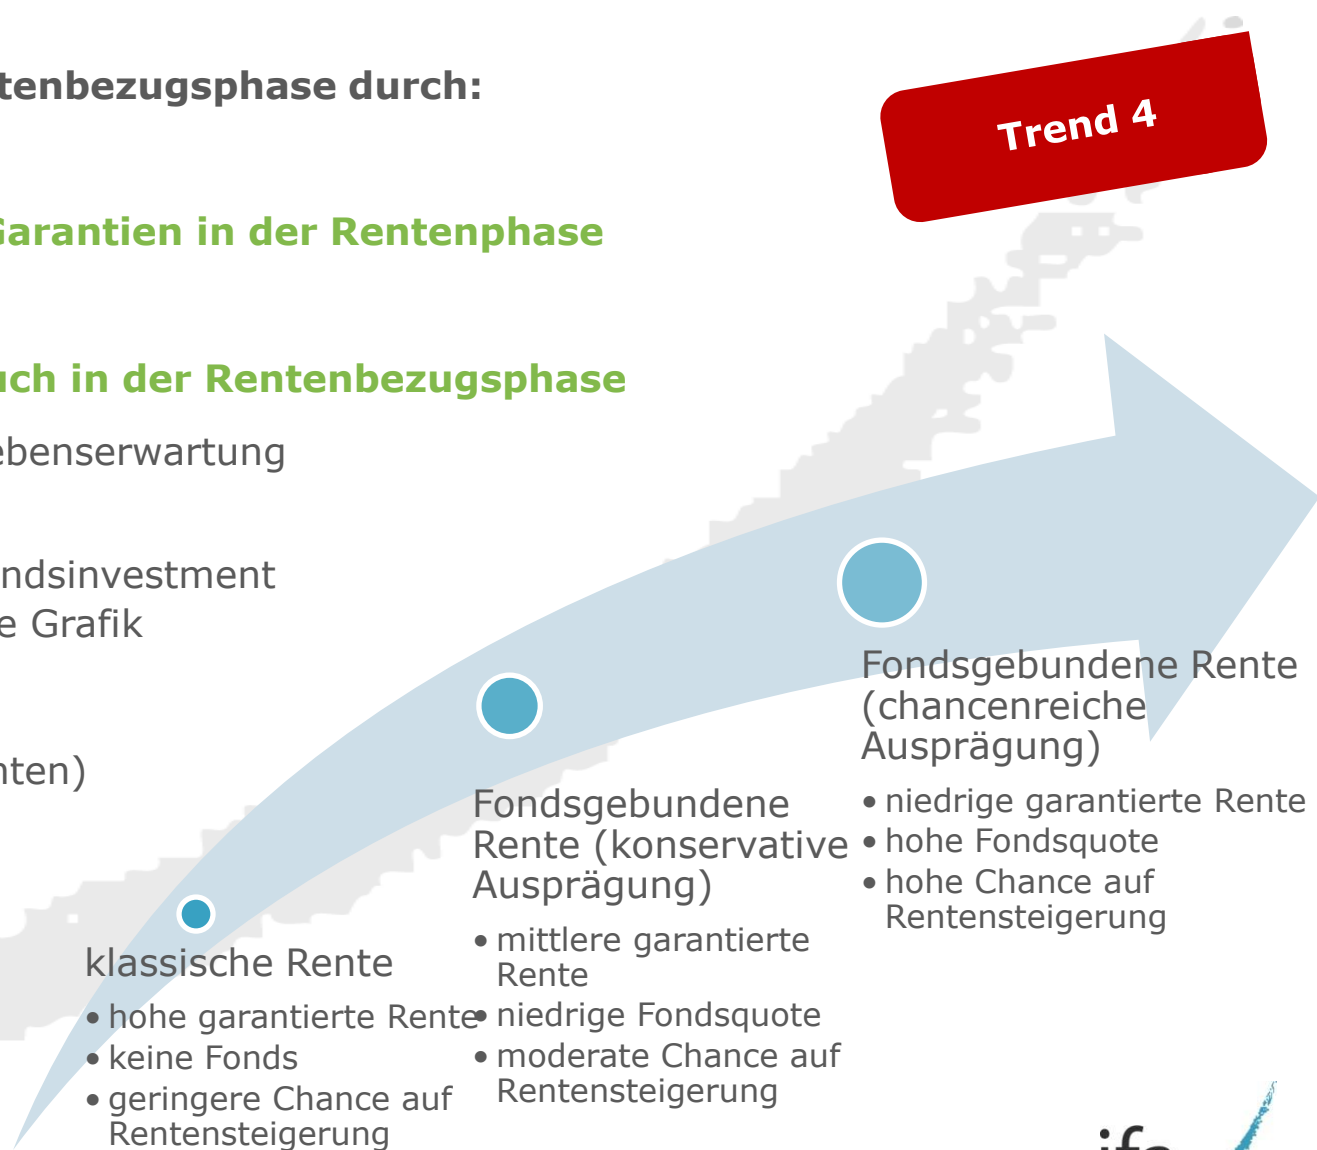 tenbezugsphase durch:
Trend 4
Garantien in der Rentenphase
uch in der Rentenbezugsphase
ebenserwartung
ndsinvestment
e Grafik
nten)
klassische Rente
• hohe garantierte Rente
• keine Fonds
• geringere Chance auf
Rentensteigerung
Fondsgebundene
Rente (konservative
Ausprägung)
• mittlere garantierte
Rente
• niedrige Fondsquote
• moderate Chance auf
Rentensteigerung
Fondsgebundene Rente
(chancenreiche
Ausprägung)
• niedrige garantierte Rente
• hohe Fondsquote
• hohe Chance auf
Rentensteigerung